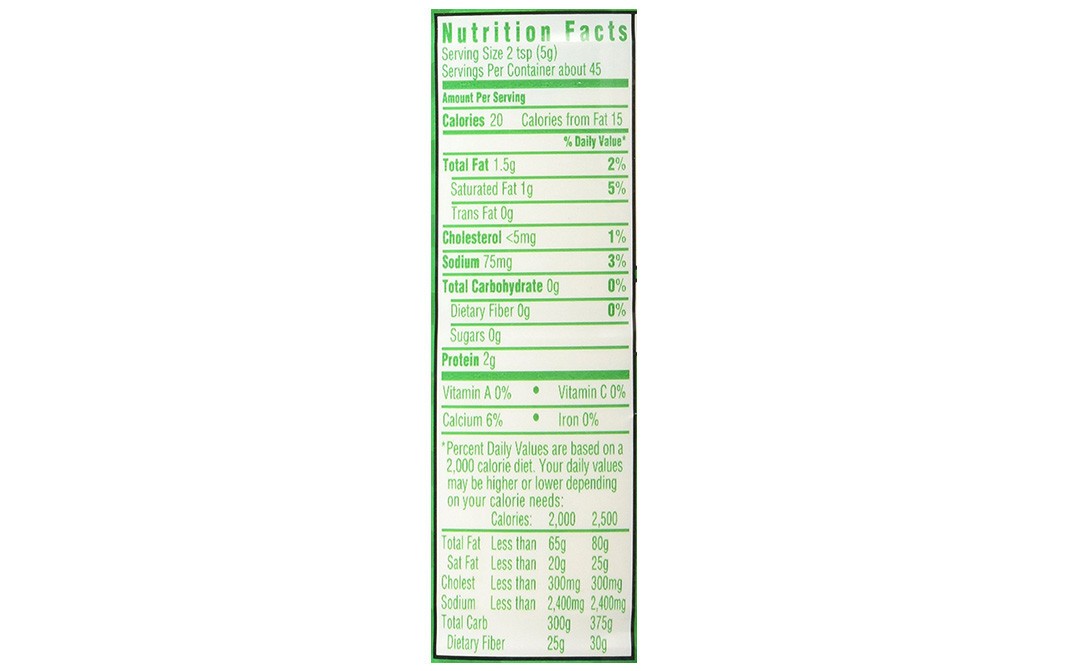 Nutrition Facts
Serving Size 2 tsp (5g)
Servings Per Container about 45
Amount Per Serving
Calories 20 Calories from Fat 15
% Daily Value*
Total Fat 1.5g 2%
Saturated Fat 1g 5%
Trans Fat 0g
Cholesterol <5mg 1%
Sodium 75mg 3%
Total Carbohydrate 0g 0%
Dietary Fiber 0g 0%
Sugars 0g
Protein 2g
Vitamin A 0% • Vitamin C 0%
Calcium 6% • Iron 0%
*Percent Daily Values are based on a
2,000 calorie diet. Your daily values
may be higher or lower depending
on your calorie needs:
Calories: 2,000 2,500
Total Fat Less than 65g 80g
Sat Fat Less than 20g 25g
Cholest Less than 300mg 300mg
Sodium Less than 2,400mg 2,400mg
Total Carb 300g 375g
Dietary Fiber 25g 30g